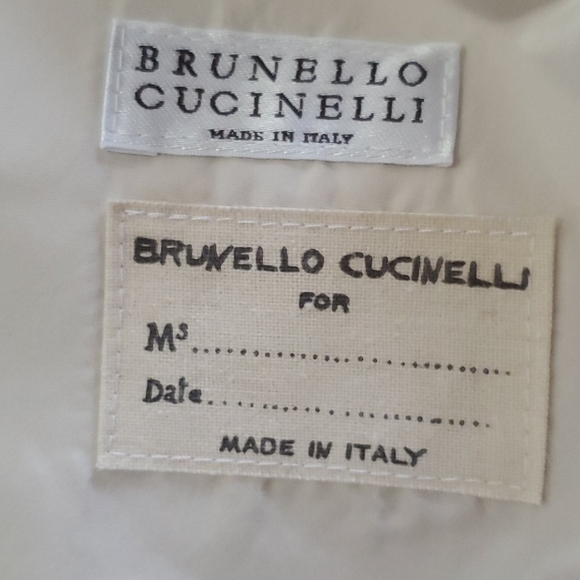 BRUNELLO
CUCINELLI
MADE IN ITALY
BRUNELLO CUCINELLI
FOR
Ms....................................
Date..............................
MADE IN ITALY